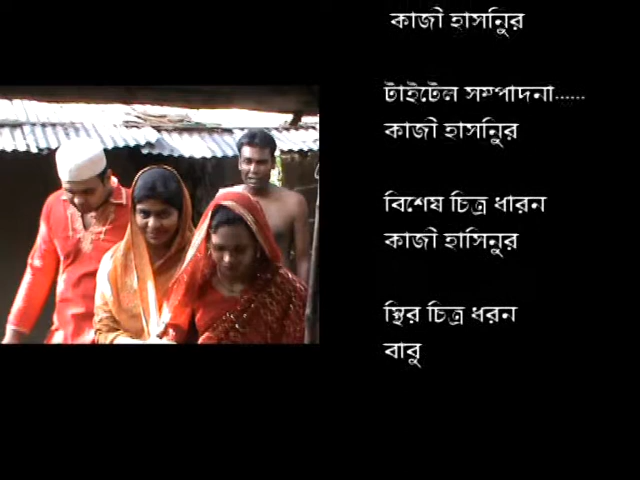 কাজী হাসনিুর
টাইটেল সম্পাদনা......
কাজী হাসনিুর
বিশেষ চিত্র ধারন
কাজী হাসিনুর
স্থির চিত্র ধরন
বাবু